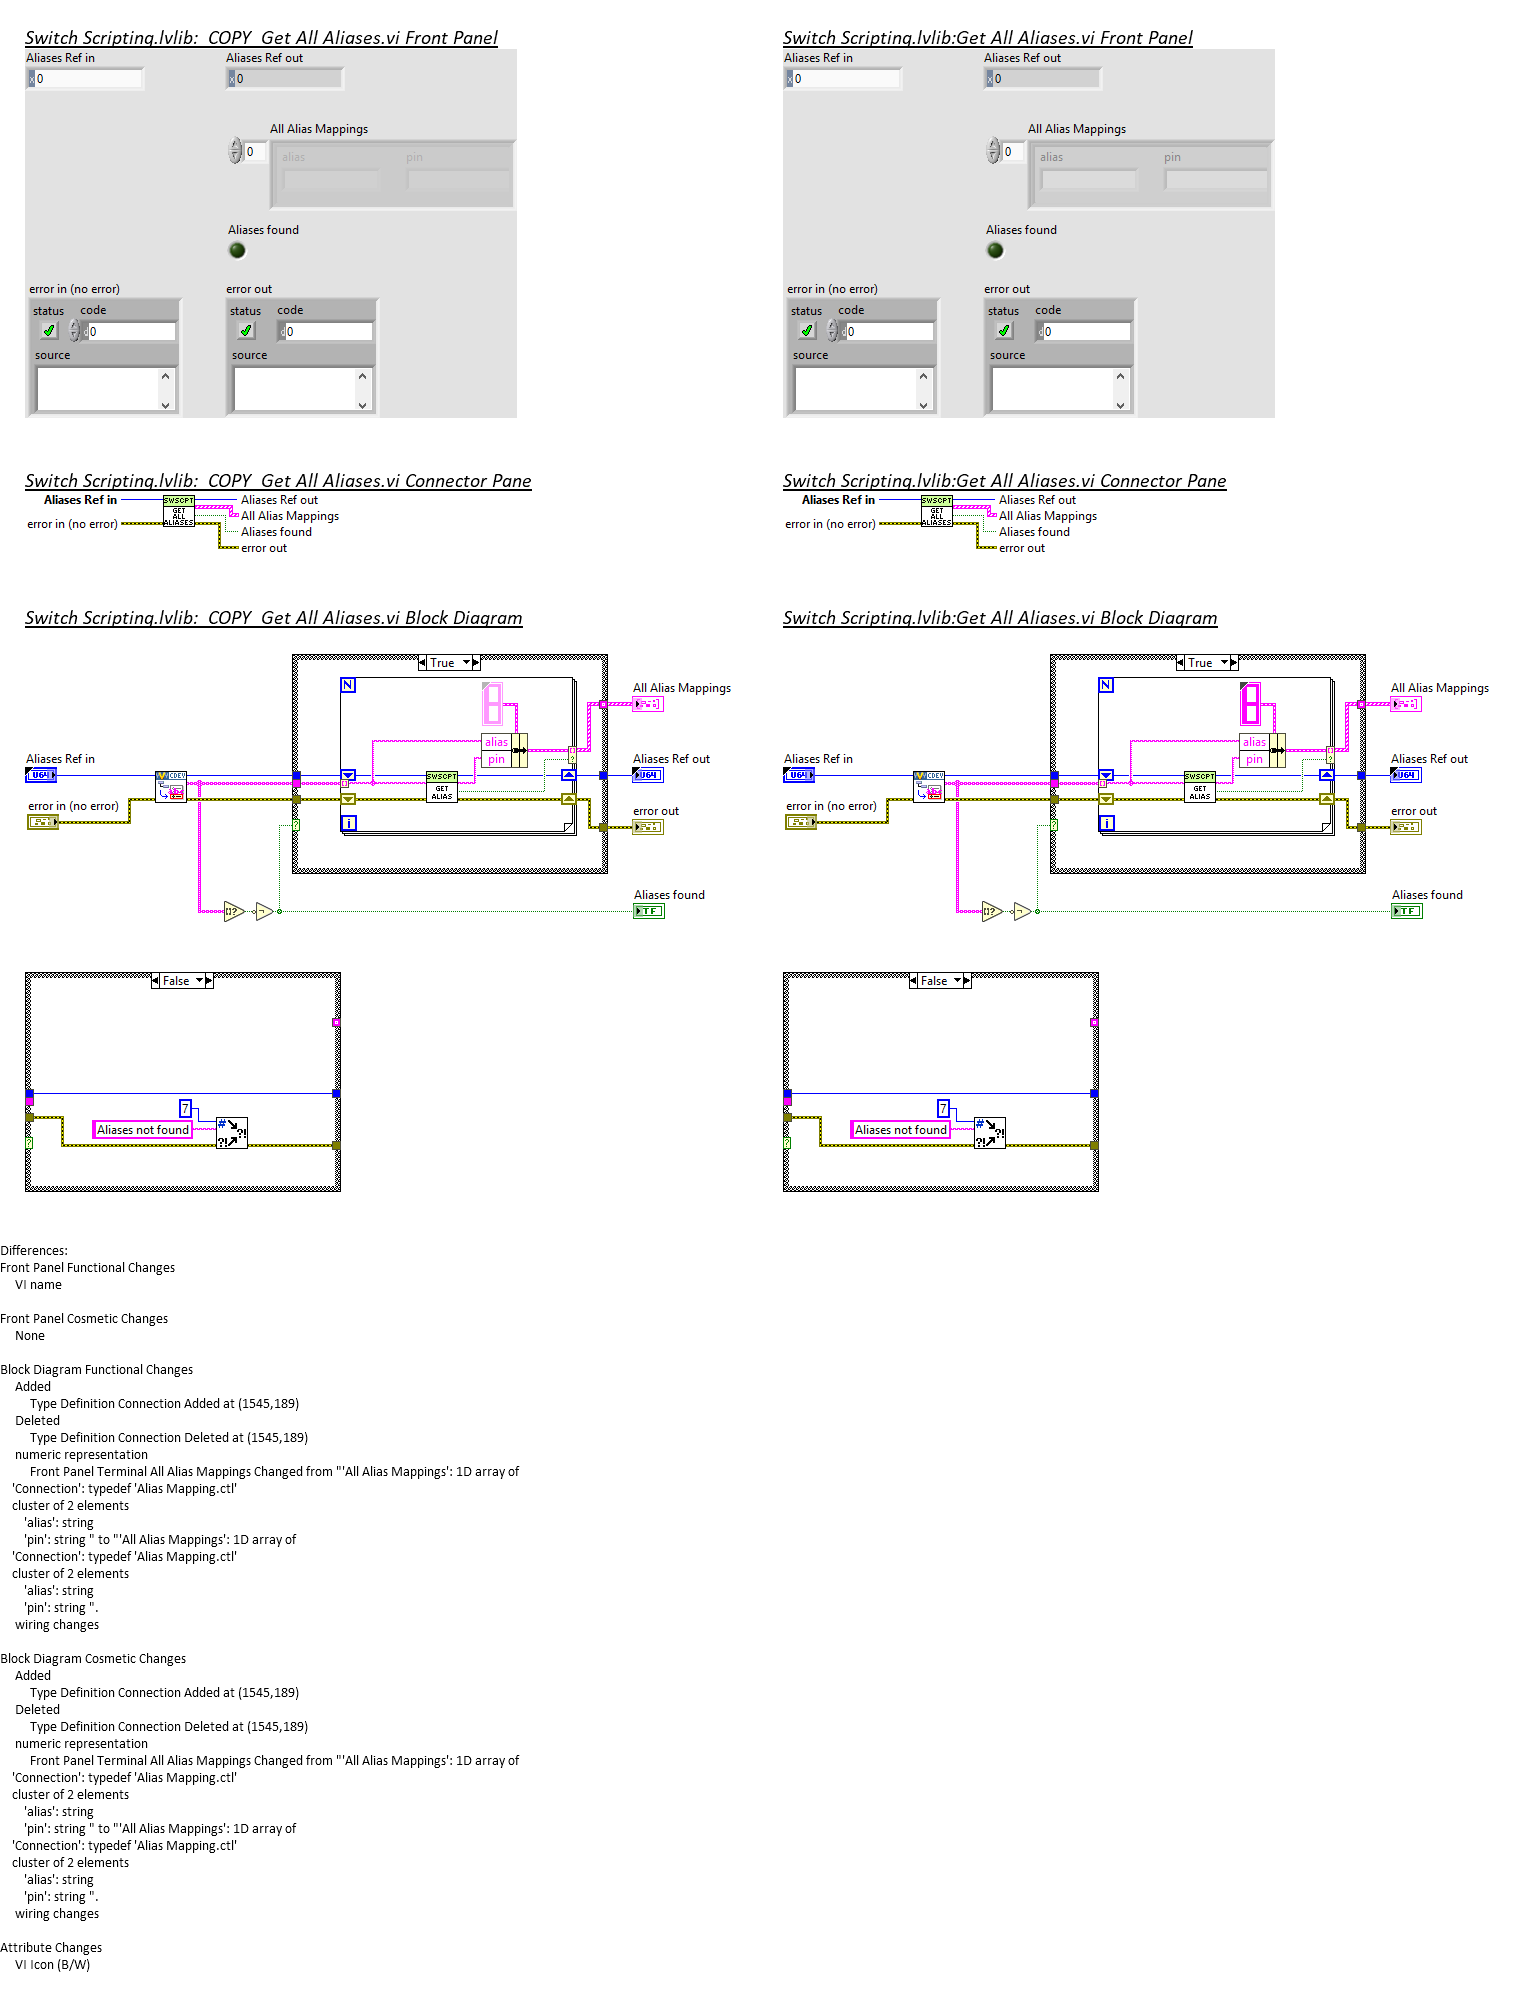 Switch Scripting.lvlib:  COPY  Get All Aliases.vi Front Panel
Aliases Ref in
Aliases Ref out
x 0
x 0
All Alias Mappings
0
alias
pin
Aliases found
error in (no error)
error out
status
code
d 0
source
status
code
d 0
source
Switch Scripting.lvlib:Get All Aliases.vi Front Panel
Aliases Ref in
Aliases Ref out
x 0
x 0
All Alias Mappings
0
alias
pin
Aliases found
error in (no error)
error out
status
code
d 0
source
status
code
d 0
source
Switch Scripting.lvlib:  COPY  Get All Aliases.vi Connector Pane
Aliases Ref in
error in (no error)
SWSCPT
GET
ALL
ALIASES
Aliases Ref out
All Alias Mappings
Aliases found
error out
Switch Scripting.lvlib:Get All Aliases.vi Connector Pane
Aliases Ref in
error in (no error)
SWSCPT
GET
ALL
ALIASES
Aliases Ref out
All Alias Mappings
Aliases found
error out
Switch Scripting.lvlib:  COPY  Get All Aliases.vi Block Diagram
True
N
All Alias Mappings
alias
pin
Aliases Ref in
U64
CDEV
SWSCPT
GET
ALIAS
Aliases Ref out
U64
error in (no error)
error out
i
?
Aliases found
TF
False
7
Aliases not found
#
?!
?!
?
Switch Scripting.lvlib:Get All Aliases.vi Block Diagram
True
N
All Alias Mappings
alias
pin
Aliases Ref in
U64
CDEV
SWSCPT
GET
ALIAS
Aliases Ref out
U64
error in (no error)
error out
i
?
Aliases found
TF
False
7
Aliases not found
#
?!
?!
?
Differences:
Front Panel Functional Changes
VI name
Front Panel Cosmetic Changes
None
Block Diagram Functional Changes
Added
Type Definition Connection Added at (1545,189)
Deleted
Type Definition Connection Deleted at (1545,189)
numeric representation
Front Panel Terminal All Alias Mappings Changed from "'All Alias Mappings': 1D array of
'Connection': typedef 'Alias Mapping.ctl'
cluster of 2 elements
'alias': string
'pin': string " to "'All Alias Mappings': 1D array of
'Connection': typedef 'Alias Mapping.ctl'
cluster of 2 elements
'alias': string
'pin': string ".
wiring changes
Block Diagram Cosmetic Changes
Added
Type Definition Connection Added at (1545,189)
Deleted
Type Definition Connection Deleted at (1545,189)
numeric representation
Front Panel Terminal All Alias Mappings Changed from "'All Alias Mappings': 1D array of
'Connection': typedef 'Alias Mapping.ctl'
cluster of 2 elements
'alias': string
'pin': string " to "'All Alias Mappings': 1D array of
'Connection': typedef 'Alias Mapping.ctl'
cluster of 2 elements
'alias': string
'pin': string ".
wiring changes
Attribute Changes
VI Icon (B/W)